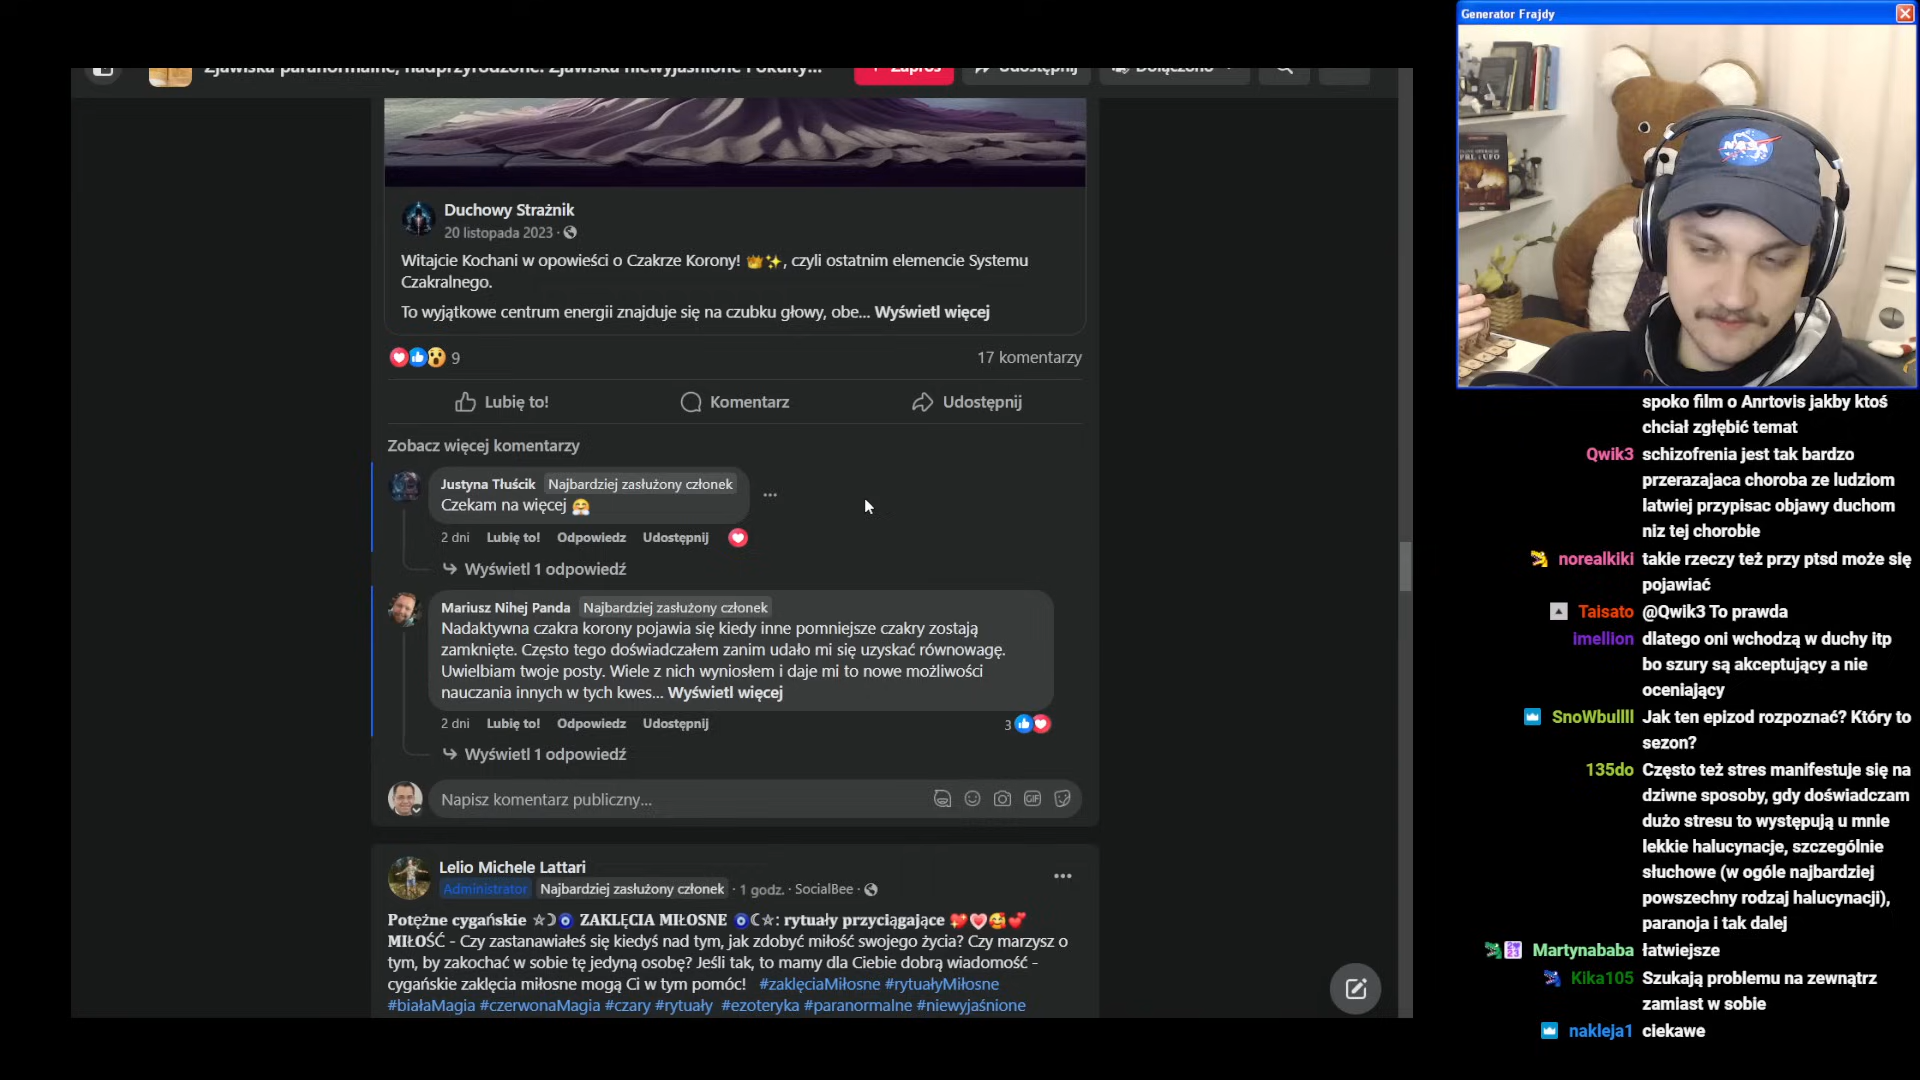 Generator Frajdy
Zjawiska paranormalne, nadprzyrodzone. Zjawiska niewyjaśnione i okulty...
+ Zaproś
Udostępnij
Dołączono
NASA
PRL i UFO
Duchowy Strażnik
20 listopada 2023 ·
Witajcie Kochani w opowieści o Czakrze Korony! 👑✨, czyli ostatnim elemencie Systemu
Czakralnego.
To wyjątkowe centrum energii znajduje się na czubku głowy, obe... Wyświetl więcej
9
17 komentarzy
Lubię to!
Komentarz
Udostępnij
Zobacz więcej komentarzy
Justyna Tłuścik Najbardziej zasłużony członek
Czekam na więcej 🤗
2 dni Lubię to! Odpowiedz Udostępnij
Wyświetl 1 odpowiedź
Mariusz Nihej Panda Najbardziej zasłużony członek
Nadaktywna czakra korony pojawia się kiedy inne pomniejsze czakry zostają
zamknięte. Często tego doświadczałem zanim udało mi się uzyskać równowagę.
Uwielbiam twoje posty. Wiele z nich wyniosłem i daje mi to nowe możliwości
nauczania innych w tych kwes... Wyświetl więcej
2 dni Lubię to! Odpowiedz Udostępnij
3
Wyświetl 1 odpowiedź
Napisz komentarz publiczny...
GIF
Lelio Michele Lattari
Administrator Najbardziej zasłużony członek · 1 godz. · SocialBee ·
Potężne cygańskie ☆☽🧿 ZAKLĘCIA MIŁOSNE 🧿☾☆: rytuały przyciągające 💖💗🥰💕
MIŁOŚĆ - Czy zastanawiałeś się kiedyś nad tym, jak zdobyć miłość swojego życia? Czy marzysz o
tym, by zakochać w sobie tę jedyną osobę? Jeśli tak, to mamy dla Ciebie dobrą wiadomość -
cygańskie zaklęcia miłosne mogą Ci w tym pomóc! #zaklęciaMiłosne #rytuałyMiłosne
#białaMagia #czerwonaMagia #czary #rytuały #ezoteryka #paranormalne #niewyjaśnione
spoko film o Anrtovis jakby ktoś
chciał zgłębić temat
Qwik3 schizofrenia jest tak bardzo
przerazajaca choroba ze ludziom
latwiej przypisac objawy duchom
niz tej chorobie
norealkiki takie rzeczy też przy ptsd może się
pojawiać
Taisato @Qwik3 To prawda
imellion dlatego oni wchodzą w duchy itp
bo szury są akceptujący a nie
oceniający
SnoWbullll Jak ten epizod rozpoznać? Który to
sezon?
135do Często też stres manifestuje się na
dziwne sposoby, gdy doświadczam
dużo stresu to występują u mnie
lekkie halucynacje, szczególnie
słuchowe (w ogóle najbardziej
powszechny rodzaj halucynacji),
paranoja i tak dalej
Martynababa łatwiejsze
Kika105 Szukają problemu na zewnątrz
zamiast w sobie
nakleja1 ciekawe